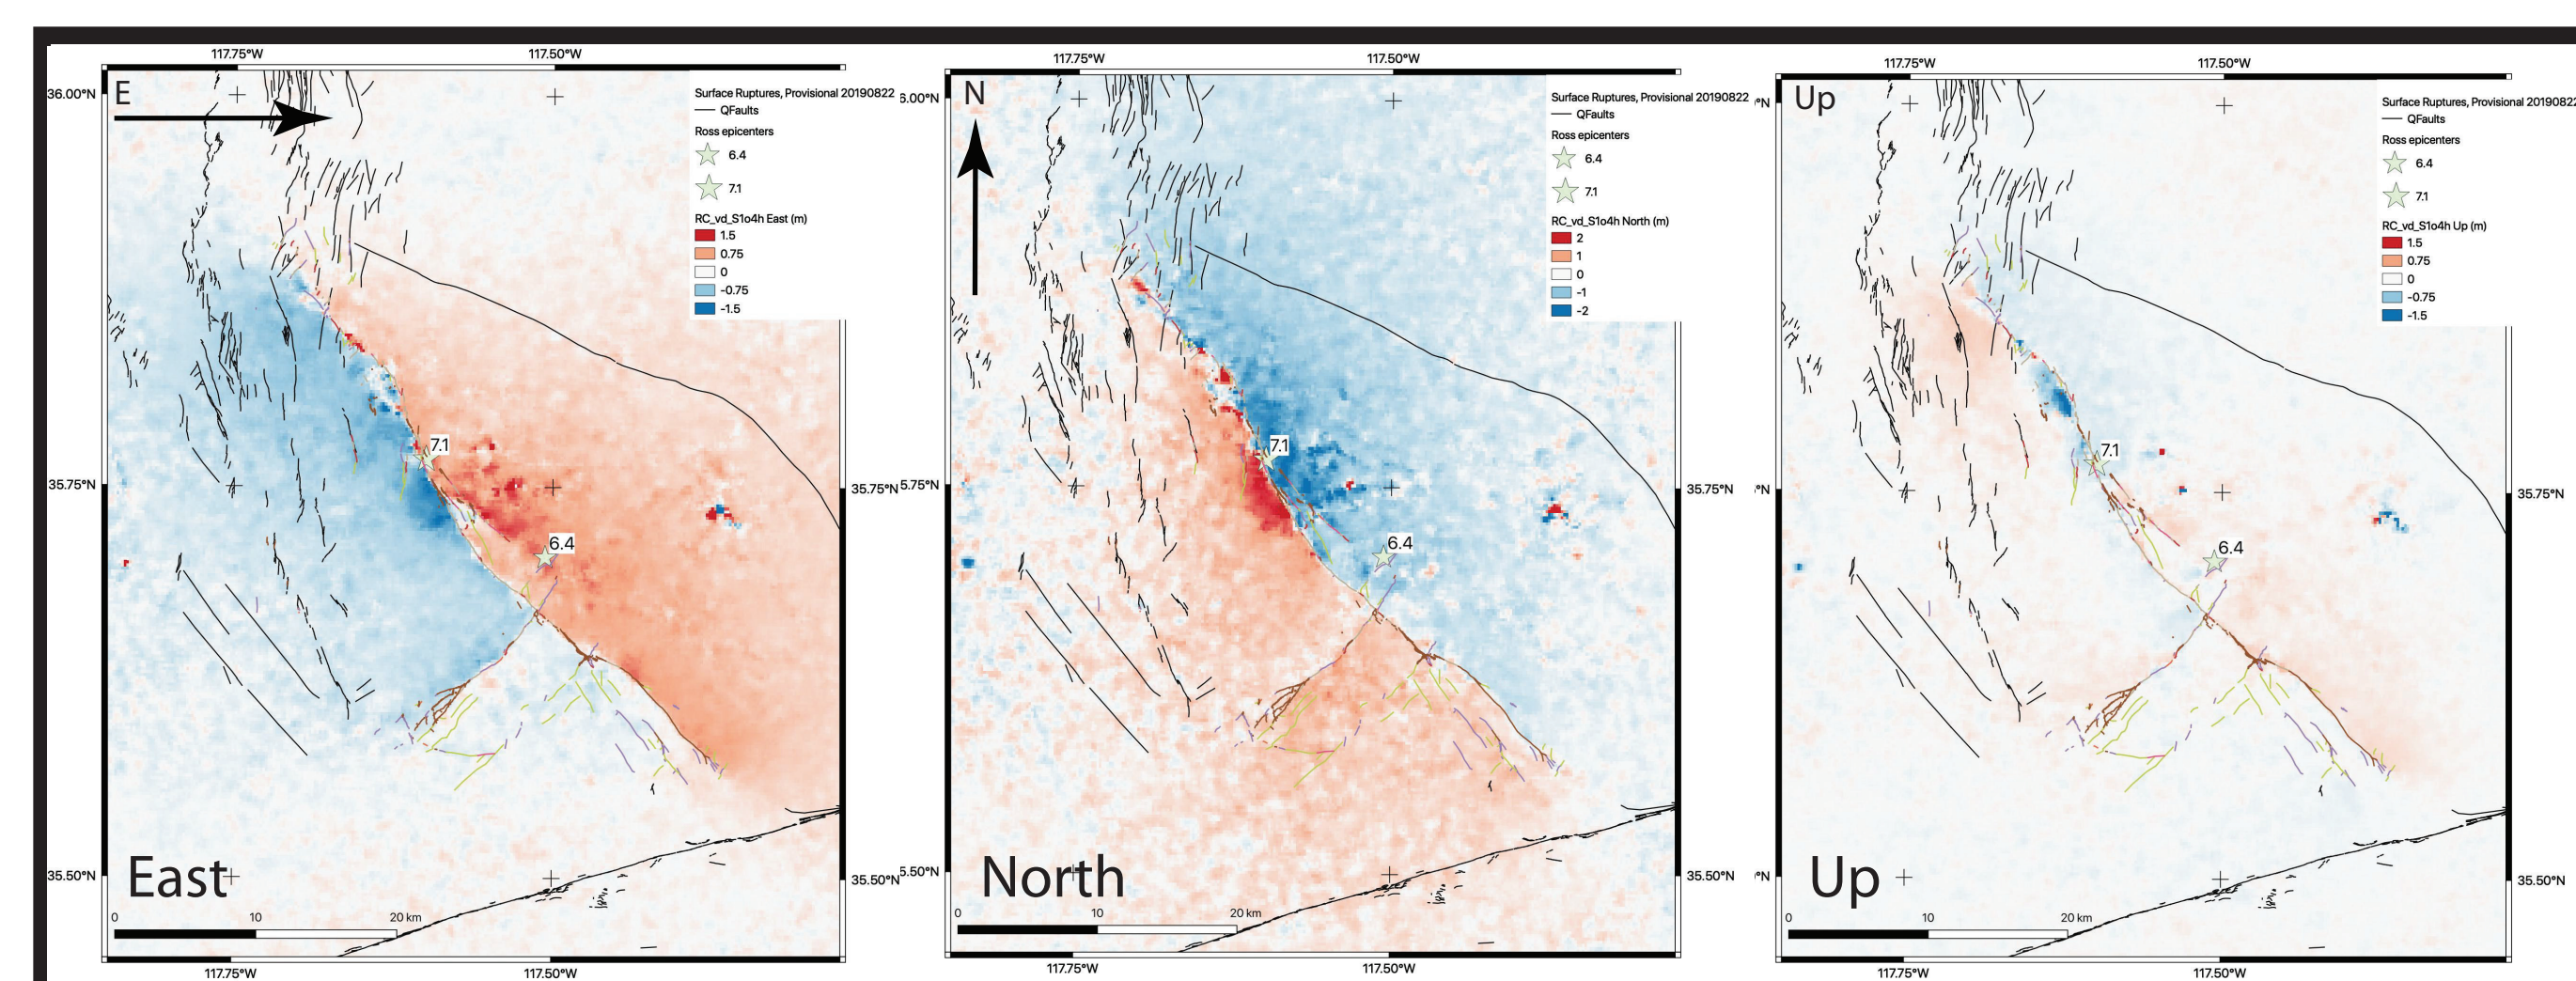 117.75°W 117.50°W
36.00°N
E
Surface Ruptures, Provisional 20190822
QFaults
Ross epicenters
6.4
7.1
RC_vd_S1o4h East (m)
1.5
0.75
0
-0.75
-1.5
7.1
35.75°N 35.75°N
6.4
35.50°N 35.50°N
East
0 10 20 km
117.75°W 117.50°W
117.75°W 117.50°W
6.00°N
N
Surface Ruptures, Provisional 20190822
QFaults
Ross epicenters
6.4
7.1
RC_vd_S1o4h North (m)
2
1
0
-1
-2
7.1
5.75°N 35.75°N
6.4
5.50°N 35.50°N
North
0 10 20 km
117.75°W 117.50°W
117.75°W 117.50°W
°N
Up
Surface Ruptures, Provisional 20190822
QFaults
Ross epicenters
6.4
7.1
RC_vd_S1o4h Up (m)
1.5
0.75
0
-0.75
-1.5
7.1
°N 35.75°N
6.4
°N 35.50°N
Up
0 10 20 km
117.75°W 117.50°W